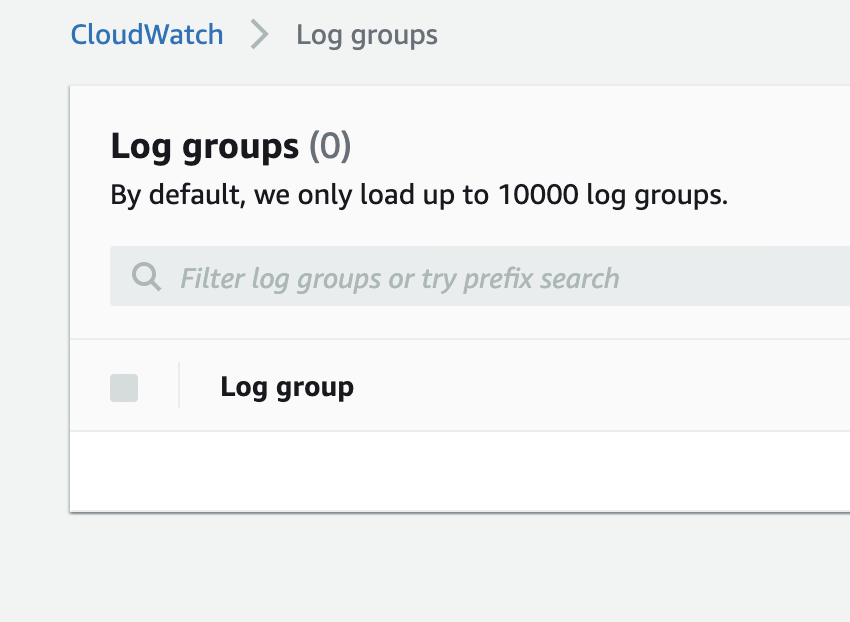 CloudWatch > Log groups
Log groups (0)
By default, we only load up to 10000 log groups.
Filter log groups or try prefix search
Log group